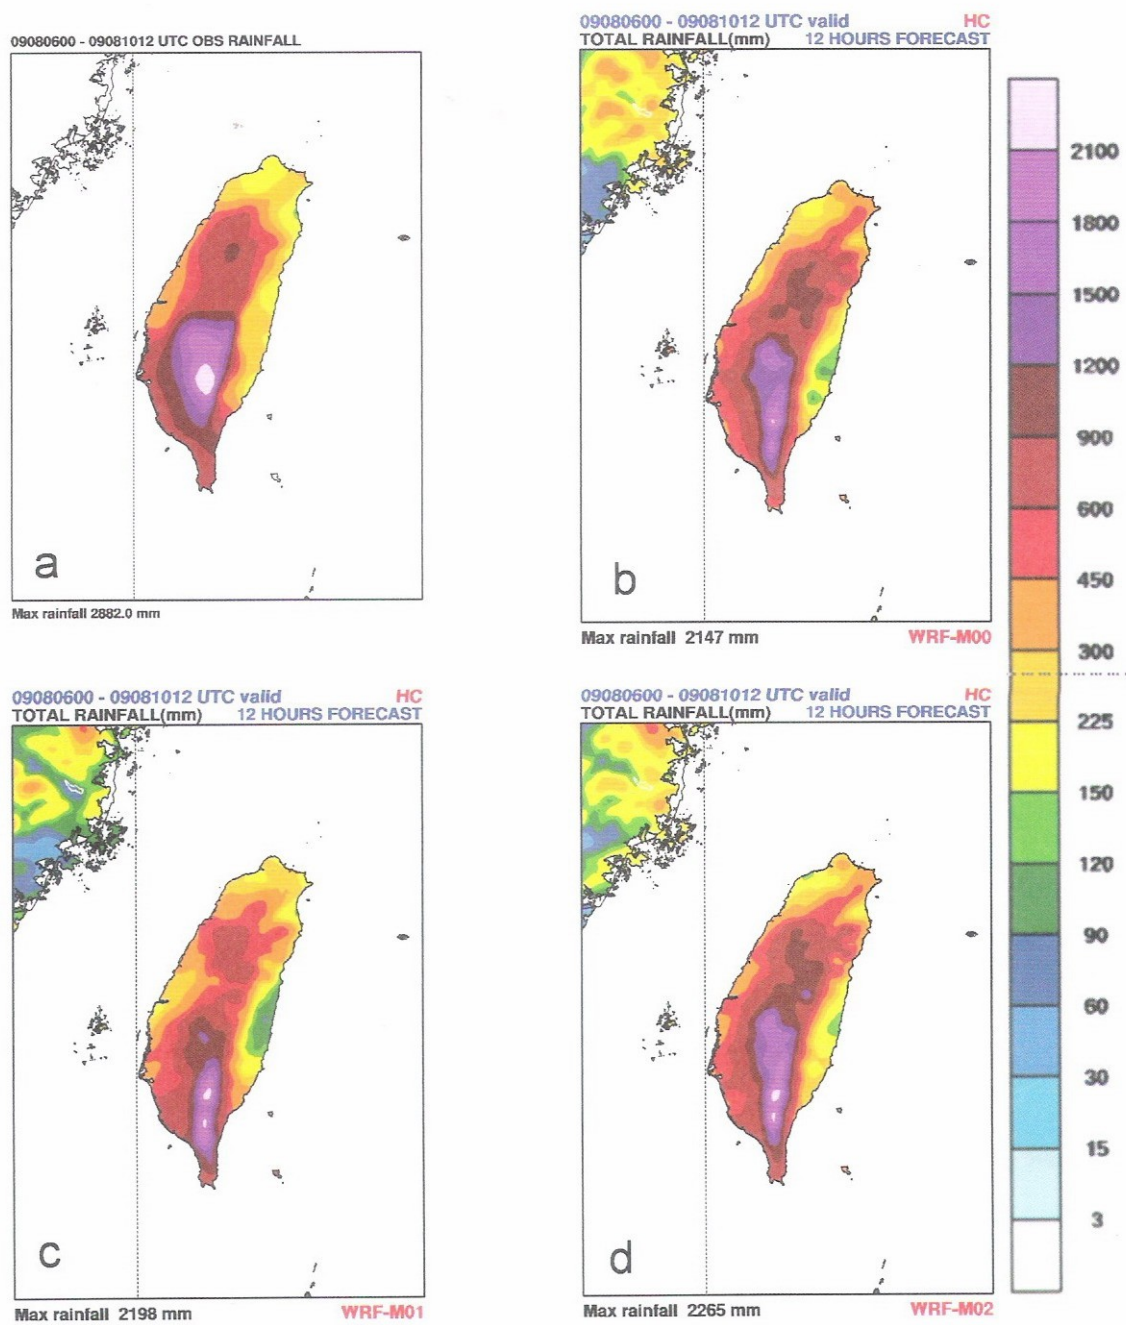 09080600 - 09081012 UTC OBS RAINFALL
a
Max rainfall 2882.0 mm
09080600 - 09081012 UTC valid HC
TOTAL RAINFALL(mm) 12 HOURS FORECAST
b
Max rainfall 2147 mm WRF-M00
09080600 - 09081012 UTC valid HC
TOTAL RAINFALL(mm) 12 HOURS FORECAST
c
Max rainfall 2198 mm WRF-M01
09080600 - 09081012 UTC valid HC
TOTAL RAINFALL(mm) 12 HOURS FORECAST
d
Max rainfall 2265 mm WRF-M02
2100
1800
1500
1200
900
600
450
300
225
150
120
90
60
30
15
3